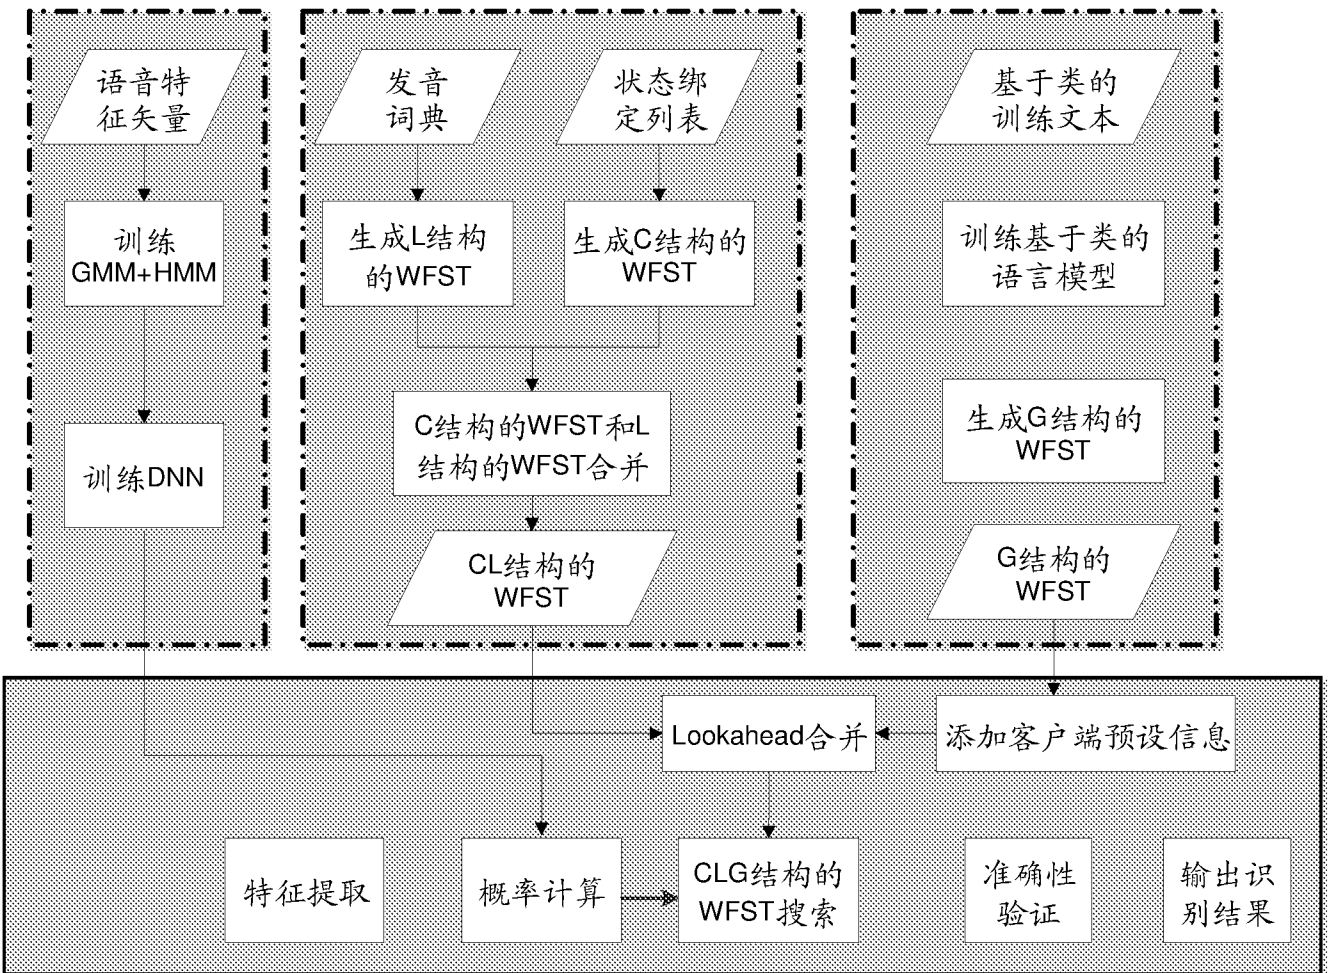 语音特
征矢量
训练
GMM+HMM
训练DNN
发音
词典
状态绑
定列表
生成L结构
的WFST
生成C结构的
WFST
C结构的WFST和L
结构的WFST合并
CL结构的
WFST
基于类的
训练文本
训练基于类的
语言模型
生成G结构的
WFST
G结构的
WFST
Lookahead合并
添加客户端预设信息
特征提取
概率计算
CLG结构的
WFST搜索
准确性
验证
输出识
别结果